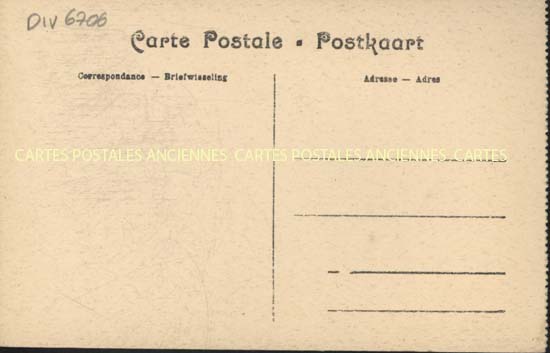 DIV 6706
Carte Postale • Postkaart
Correspondance — Briefwisseling
Adresse — Adres
CARTES POSTALES ANCIENNES CARTES POSTALES ANCIENNES CARTES